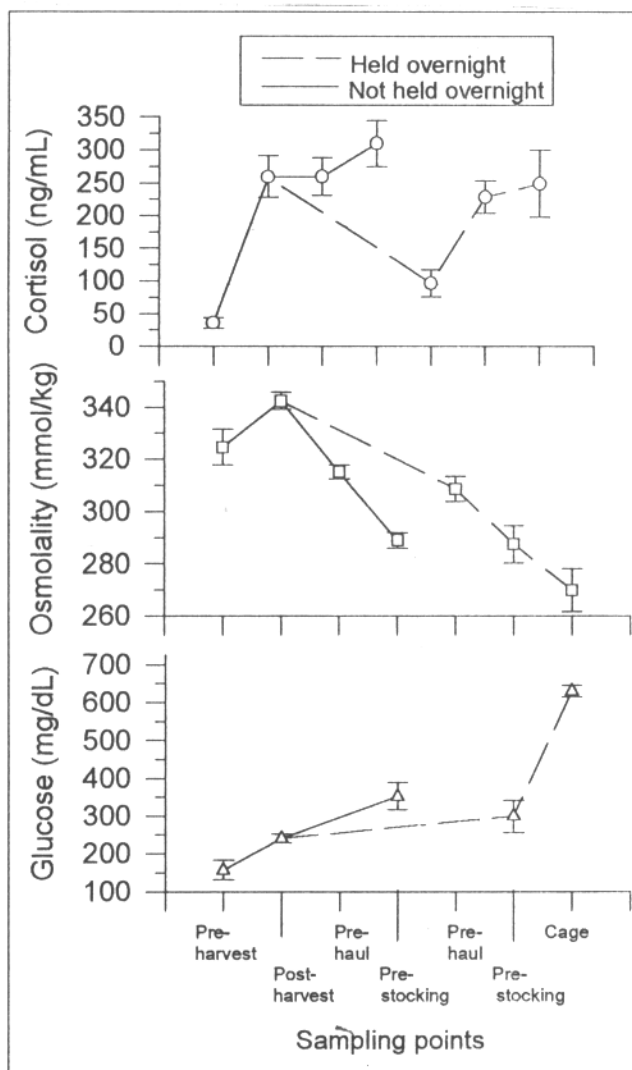 Held overnight
Not held overnight
350
300
250
200
150
100
50
0
Cortisol (ng/mL)
340
320
300
280
260
Osmolality (mmol/kg)
700
600
500
400
300
200
100
Glucose (mg/dL)
Pre-
harvest
Post-
harvest
Pre-
haul
Pre-
stocking
Pre-
haul
Pre-
stocking
Cage
Sampling points